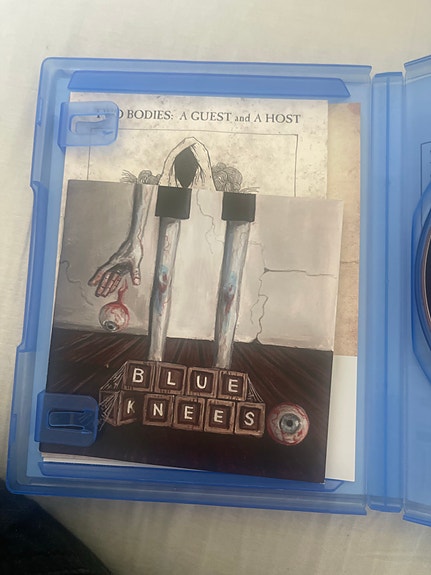 BODIES: A GUEST and A HOST
BLUE
KNEES